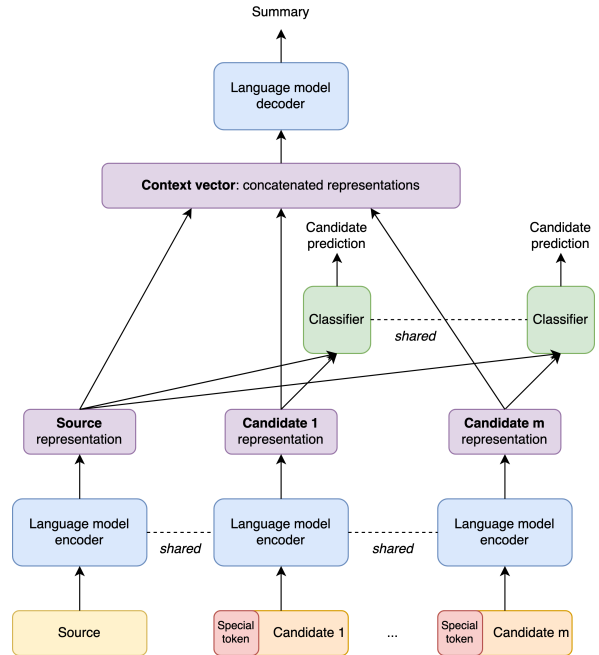 Summary
Language model
decoder
Context vector: concatenated representations
Candidate
prediction
Candidate
prediction
Classifier
shared
Classifier
Source
representation
Candidate 1
representation
Candidate m
representation
Language model
encoder
shared
Language model
encoder
shared
Language model
encoder
Source
Special
token
Candidate 1
...
Special
token
Candidate m